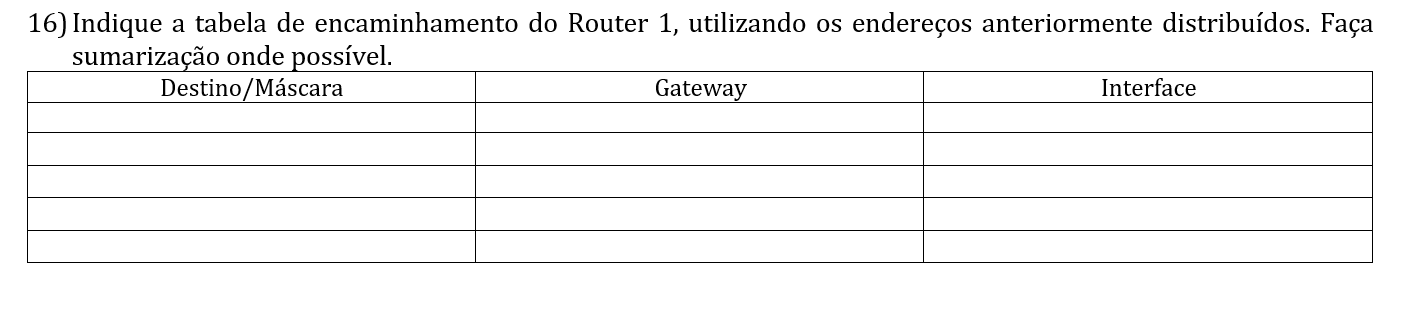 16) Indique a tabela de encaminhamento do Router 1, utilizando os endereços anteriormente distribuídos. Faça
sumarização onde possível.
Destino/Máscara Gateway Interface